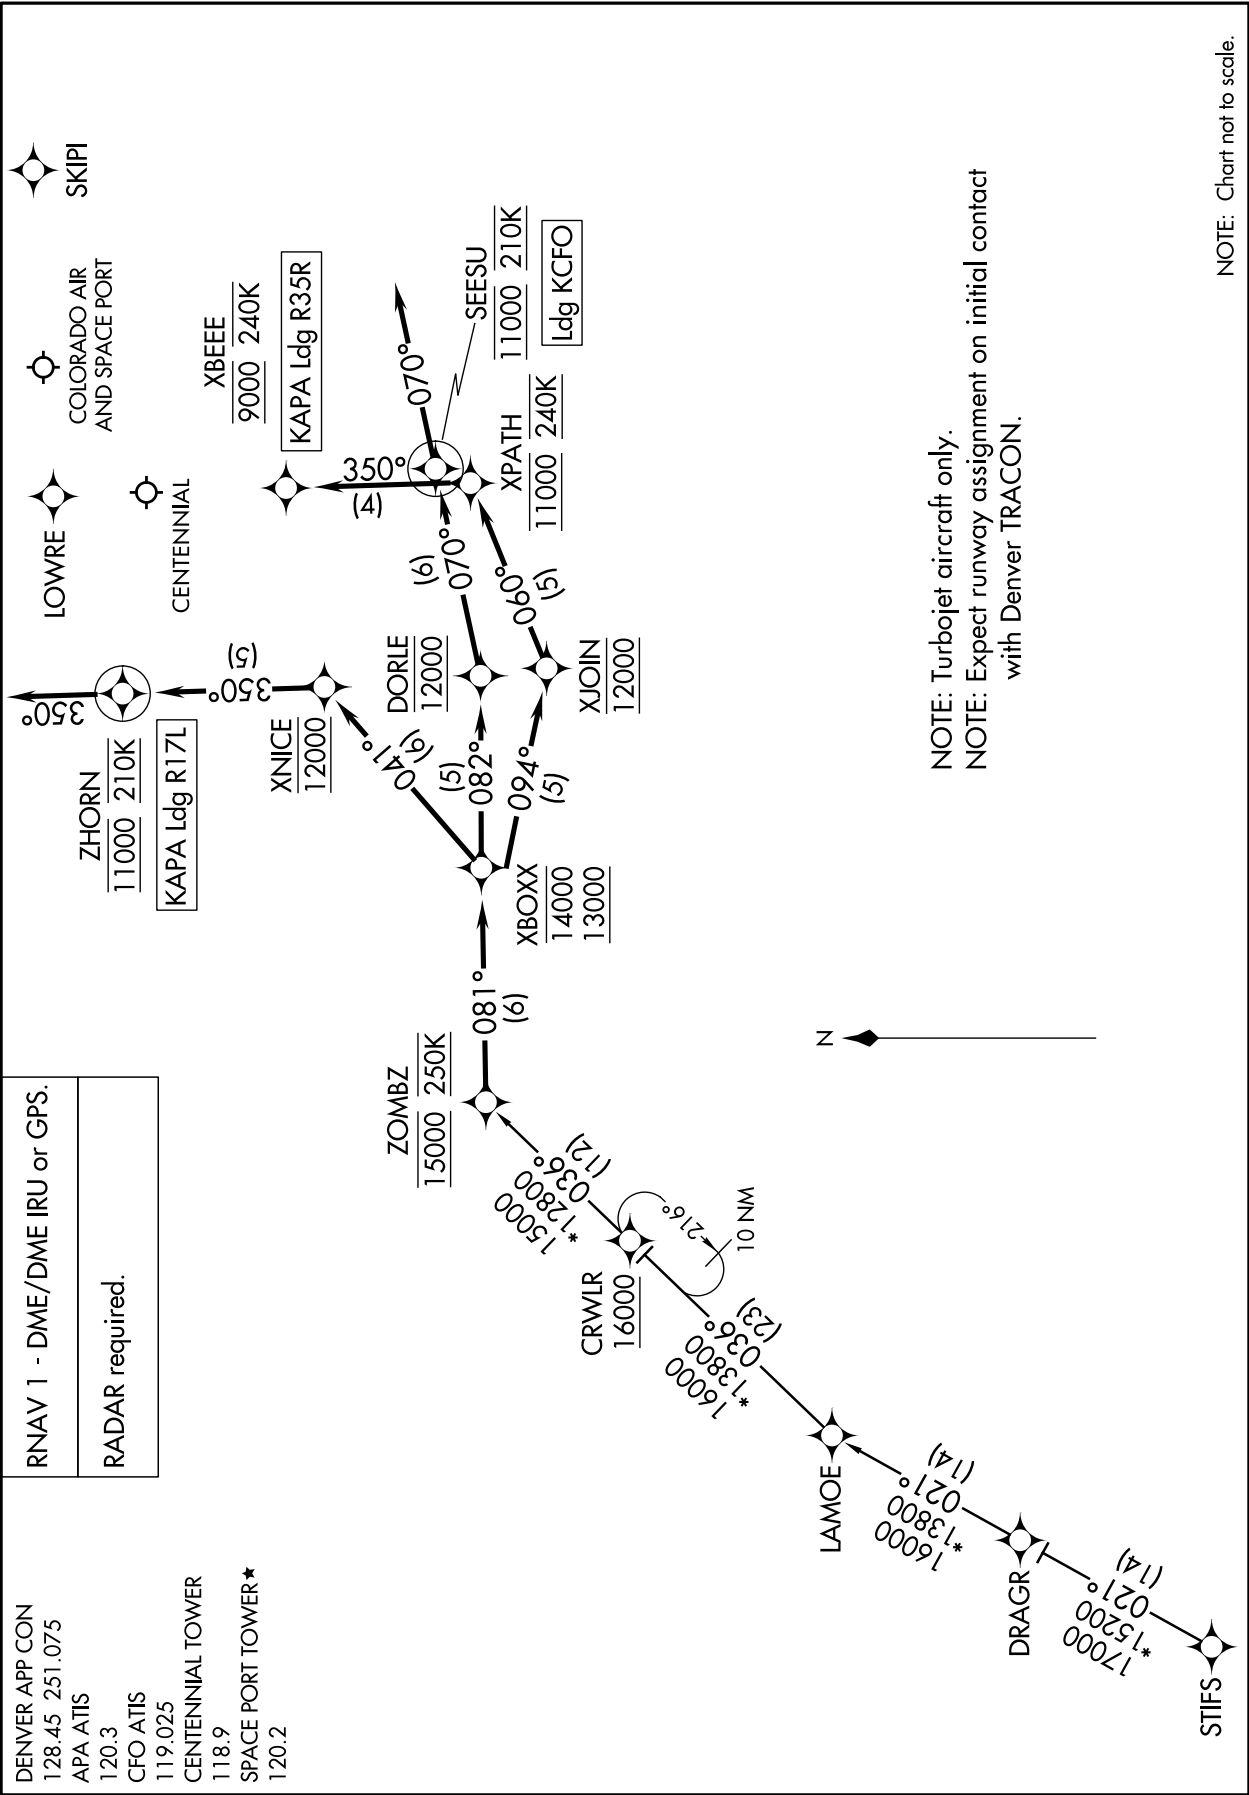 DENVER APP CON
128.45 251.075
APA ATIS
120.3
CFO ATIS
119.025
CENTENNIAL TOWER
118.9
SPACE PORT TOWER★
120.2
RNAV 1 - DME/DME IRU or GPS.
RADAR required.
SKIPI
COLORADO AIR
AND SPACE PORT
LOWRE
CENTENNIAL
350°
ZHORN
11000 210K
KAPA Ldg R17L
350°
(5)
XNICE
12000
041°
(6)
XBEEE
9000 240K
KAPA Ldg R35R
350°
(4)
070°
SEESU
11000 210K
Ldg KCFO
XPATH
11000 240K
DORLE
12000
070°
(6)
XJOIN
12000
060°
(5)
082°
(5)
094°
(5)
XBOXX
14000
13000
081°
(6)
ZOMBZ
15000 250K
15000
*12800
036°
(12)
CRWLR
16000
216°
10 NM
16000
*13800
036°
(23)
LAMOE
16000
*13800
021°
(14)
DRAGR
17000
*15200
021°
(14)
STIFS
N
NOTE: Turbojet aircraft only.
NOTE: Expect runway assignment on initial contact
with Denver TRACON.
NOTE: Chart not to scale.